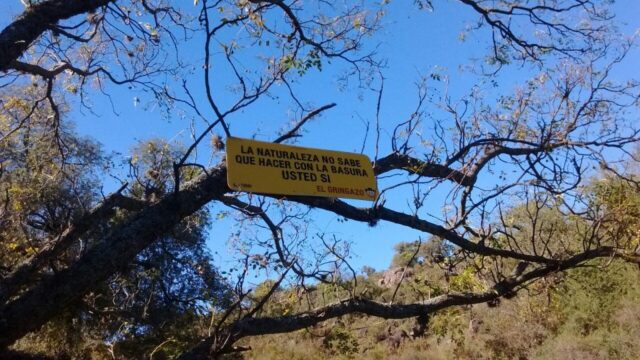 LA NATURALEZA NO SABE
QUE HACER CON LA BASURA
USTED SI
EL GRINGAZO